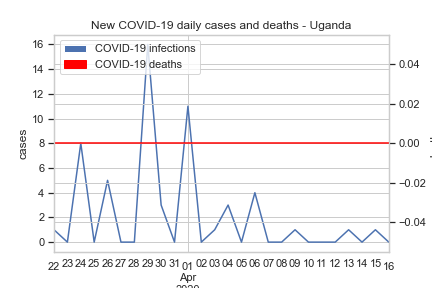 New COVID-19 daily cases and deaths - Uganda
COVID-19 infections
COVID-19 deaths
cases
16
14
12
10
8
6
4
2
0
0.04
0.02
0.00
−0.02
−0.04
22 23 24 25 26 27 28 29 30 31 01 02 03 04 05 06 07 08 09 10 11 12 13 14 15 16
Apr